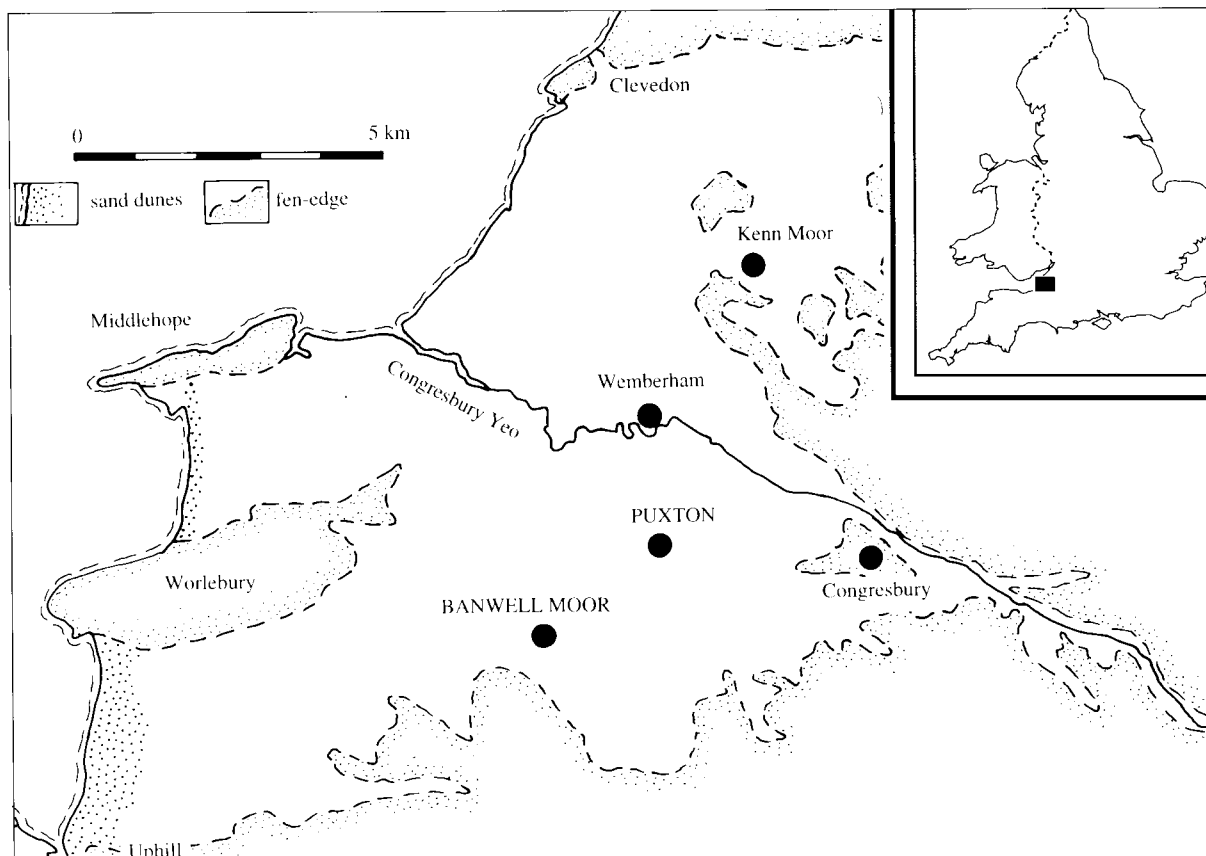 Clevedon
0 5 km
sand dunes
fen-edge
Kenn Moor
Middlehope
Congresbury Yeo
Wemberham
PUXTON
Worlebury
Congresbury
BANWELL MOOR
Uphill